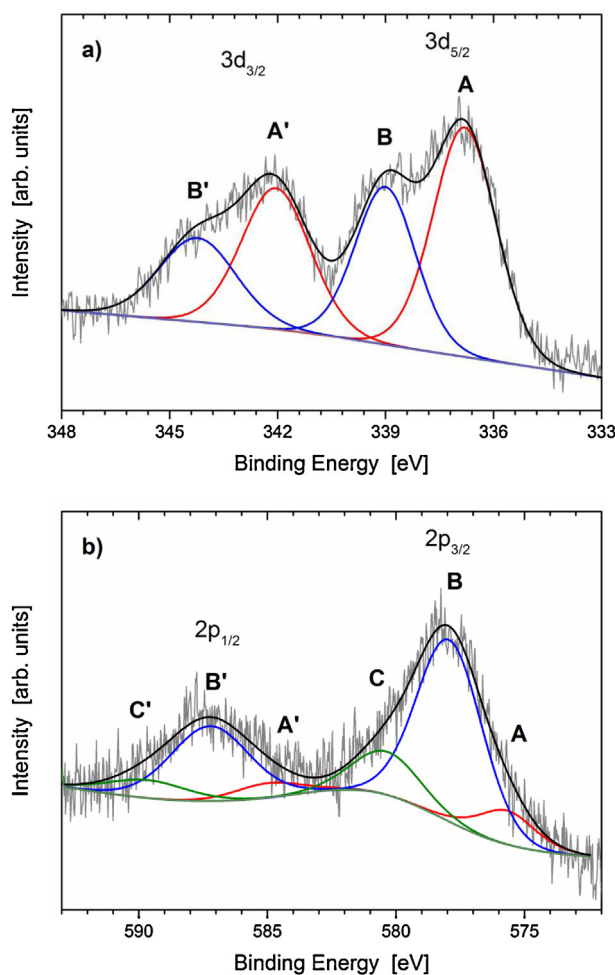 a)
3d3/2
3d5/2
A
A'
B
B'
Intensity [arb. units]
348 345 342 339 336 333
Binding Energy [eV]
b)
2p3/2
B
2p1/2
B'
C
C'
A'
A
Intensity [arb. units]
590 585 580 575
Binding Energy [eV]